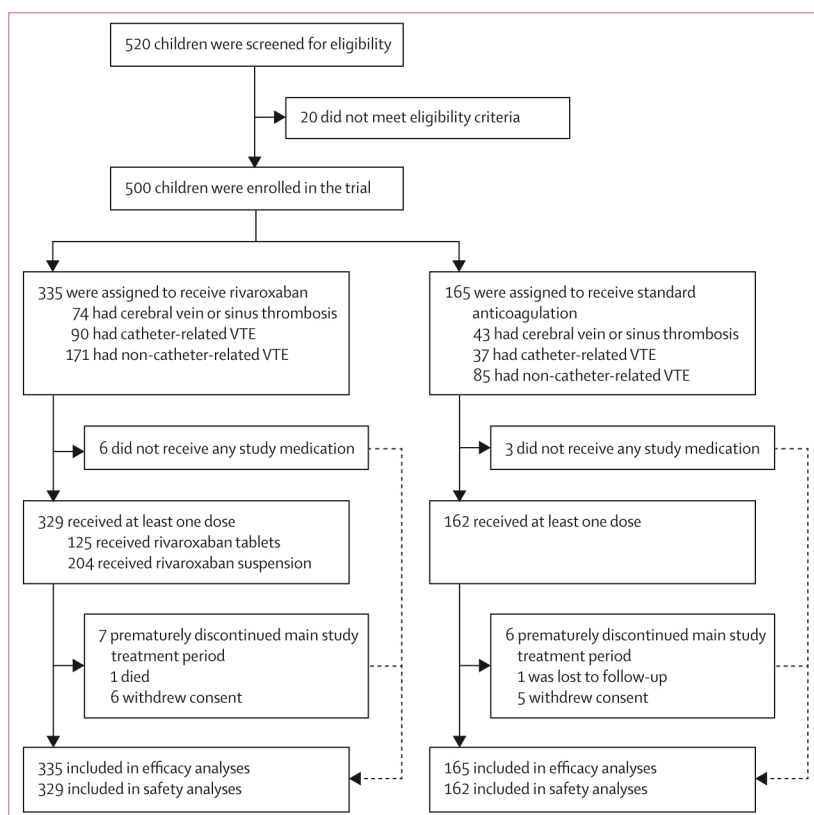 520 children were screened for eligibility
20 did not meet eligibility criteria
500 children were enrolled in the trial
335 were assigned to receive rivaroxaban
74 had cerebral vein or sinus thrombosis
90 had catheter-related VTE
171 had non-catheter-related VTE
165 were assigned to receive standard
anticoagulation
43 had cerebral vein or sinus thrombosis
37 had catheter-related VTE
85 had non-catheter-related VTE
6 did not receive any study medication
3 did not receive any study medication
329 received at least one dose
125 received rivaroxaban tablets
204 received rivaroxaban suspension
162 received at least one dose
7 prematurely discontinued main study
treatment period
1 died
6 withdrew consent
6 prematurely discontinued main study
treatment period
1 was lost to follow-up
5 withdrew consent
335 included in efficacy analyses
329 included in safety analyses
165 included in efficacy analyses
162 included in safety analyses